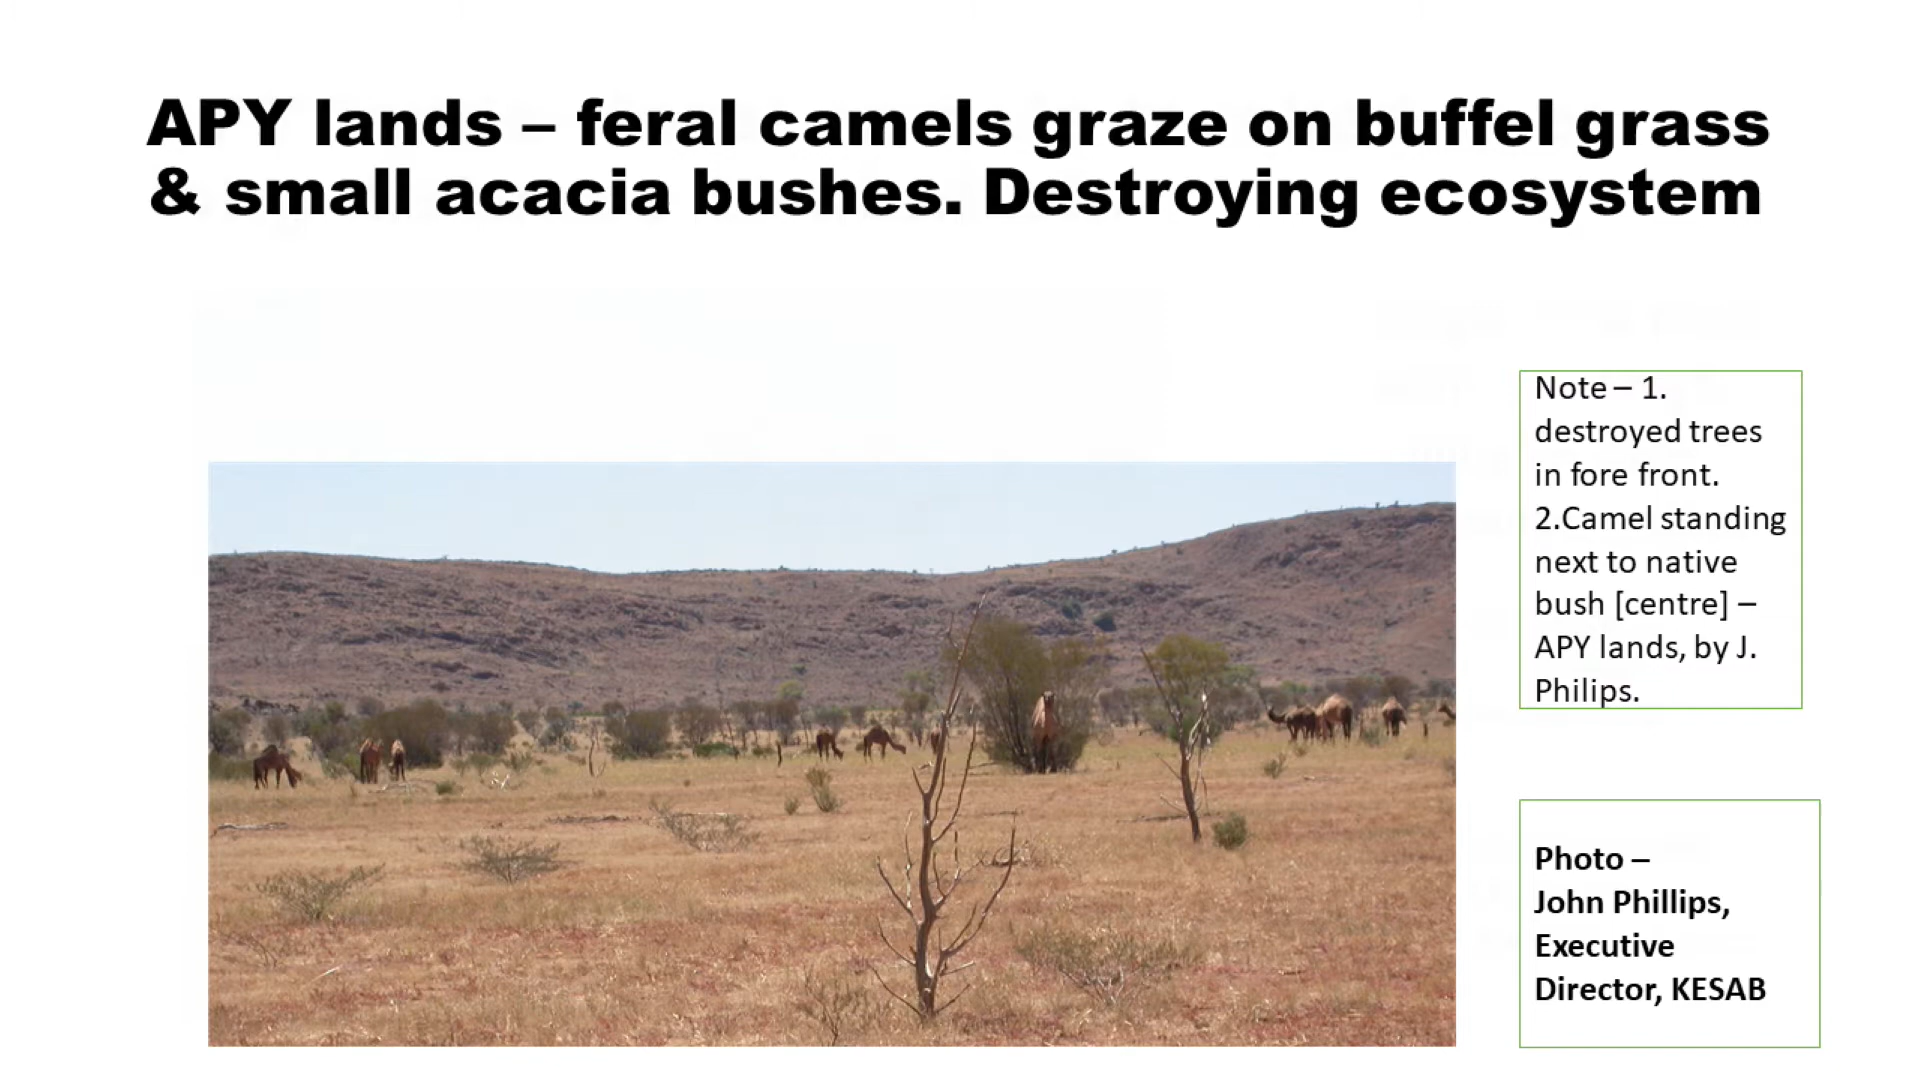 APY lands – feral camels graze on buffel grass
& small acacia bushes. Destroying ecosystem
Note – 1.
destroyed trees
in fore front.
2.Camel standing
next to native
bush [centre] –
APY lands, by J.
Philips.
Photo –
John Phillips,
Executive
Director, KESAB